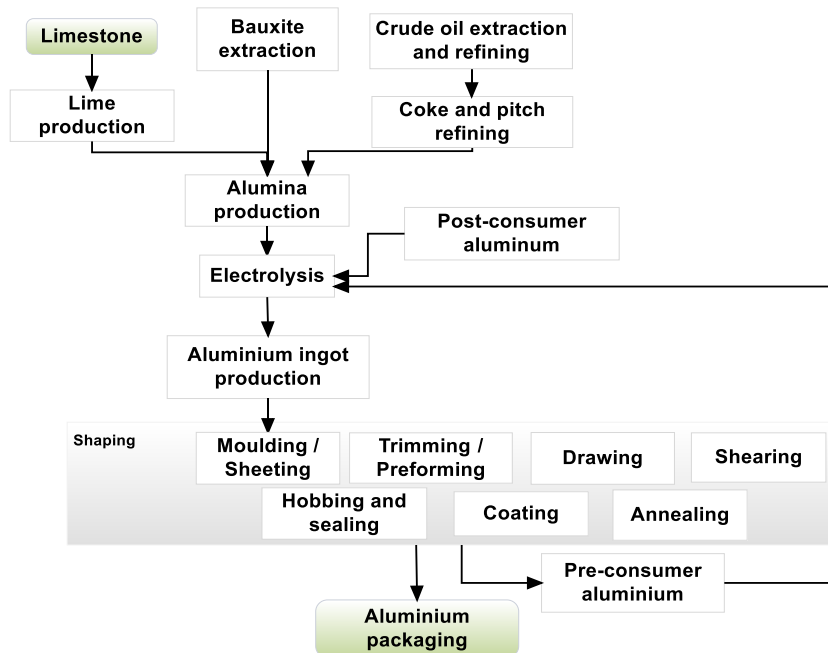 Limestone
Bauxite
extraction
Crude oil extraction
and refining
Lime
production
Coke and pitch
refining
Alumina
production
Post-consumer
aluminum
Electrolysis
Aluminium ingot
production
Shaping
Moulding /
Sheeting
Trimming /
Preforming
Drawing
Shearing
Hobbing and
sealing
Coating
Annealing
Pre-consumer
aluminium
Aluminium
packaging